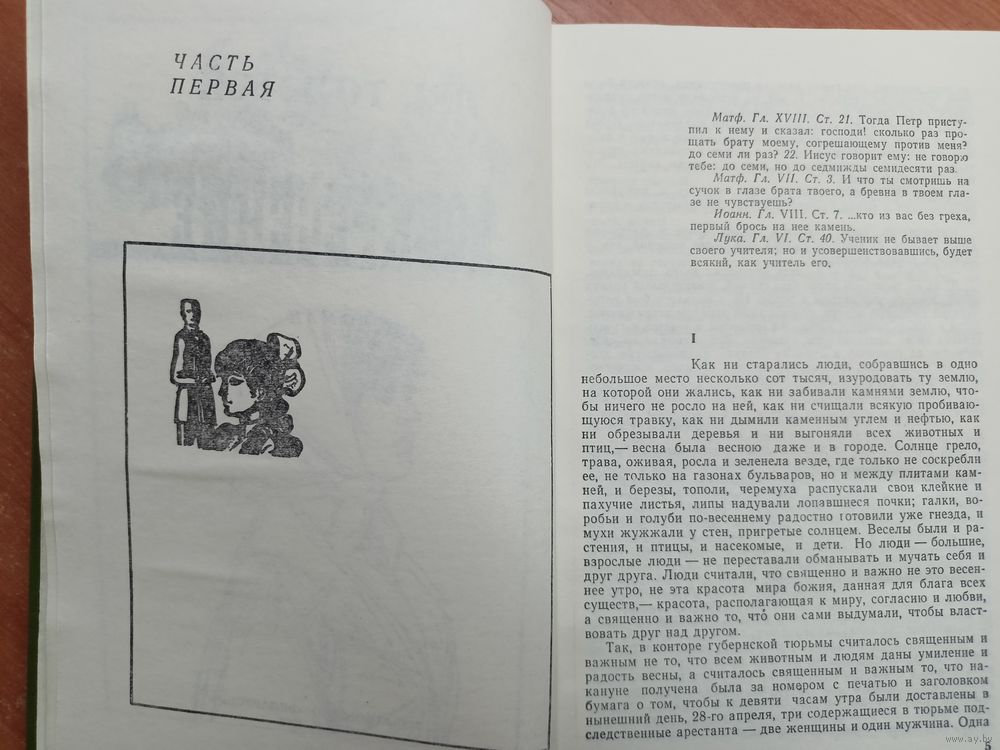 ЧАСТЬ
ПЕРВАЯ
Матф. Гл. XVIII. Ст. 21. Тогда Петр присту-
пил к нему и сказал: господи! сколько раз про-
щать брату моему, согрешающему против меня?
до семи ли раз? 22. Иисус говорит ему: не говорю
тебе: до семи, но до седмижды семидесяти раз.
Матф. Гл. VII. Ст. 3. И что ты смотришь на
сучок в глазе брата твоего, а бревна в твоем гла-
зе не чувствуешь?
Иоанн. Гл. VIII. Ст. 7. ...кто из вас без греха,
первый брось на нее камень.
Лука. Гл. VI. Ст. 40. Ученик не бывает выше
своего учителя; но и усовершенствовавшись, будет
всякий, как учитель его.
I
Как ни старались люди, собравшись в одно
небольшое место несколько сот тысяч, изуродовать ту землю,
на которой они жались, как ни забивали камнями землю, что-
бы ничего не росло на ней, как ни счищали всякую пробиваю-
щуюся травку, как ни дымили каменным углем и нефтью, как
ни обрезывали деревья и ни выгоняли всех животных и
птиц,— весна была весною даже и в городе. Солнце грело,
трава, оживая, росла и зеленела везде, где только не соскребли
ее, не только на газонах бульваров, но и между плитами кам-
ней, и березы, тополи, черемуха распускали свои клейкие и
пахучие листья, липы надували лопавшиеся почки; галки, во-
робьи и голуби по-весеннему радостно готовили уже гнезда, и
мухи жужжали у стен, пригретые солнцем. Веселы были и ра-
стения, и птицы, и насекомые, и дети. Но люди — большие,
взрослые люди — не переставали обманывать и мучать себя и
друг друга. Люди считали, что священно и важно не это весен-
нее утро, не эта красота мира божия, данная для блага всех
существ,— красота, располагающая к миру, согласию и любви,
а священно и важно то, что́ они сами выдумали, чтобы власт-
вовать друг над другом.
Так, в конторе губернской тюрьмы считалось священным и
важным не то, что всем животным и людям даны умиление и
радость весны, а считалось священным и важным то, что на-
кануне получена была за номером с печатью и заголовком
бумага о том, чтобы к девяти часам утра были доставлены в
нынешний день, 28-го апреля, три содержащиеся в тюрьме под-
следственные арестанта — две женщины и один мужчина. Одна
www.ay.by